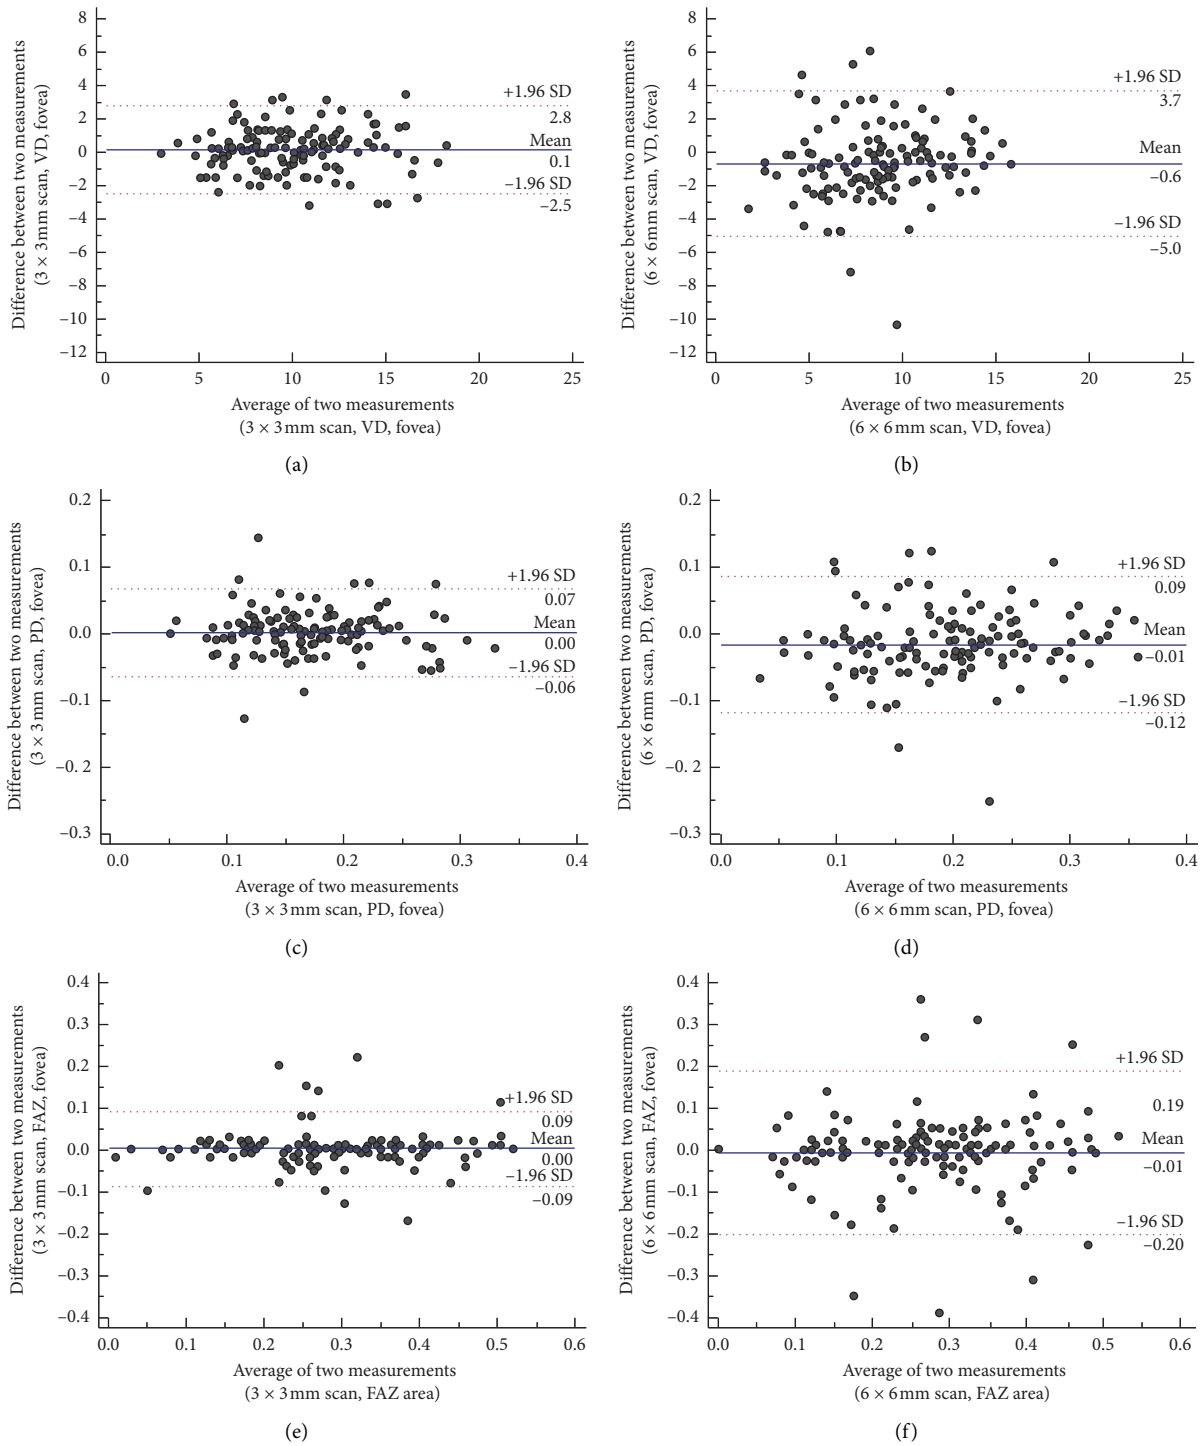 8
6
4
2
0
−2
−4
−6
−8
−10
−12
Difference between two measurements
(3 × 3 mm scan, VD, fovea)
+1.96 SD
2.8
Mean
0.1
−1.96 SD
−2.5
0 5 10 15 20 25
Average of two measurements
(3 × 3 mm scan, VD, fovea)
(a)
8
6
4
2
0
−2
−4
−6
−8
−10
−12
Difference between two measurements
(6 × 6 mm scan, VD, fovea)
+1.96 SD
3.7
Mean
−0.6
−1.96 SD
−5.0
0 5 10 15 20 25
Average of two measurements
(6 × 6 mm scan, VD, fovea)
(b)
0.2
0.1
0.0
−0.1
−0.2
−0.3
Difference between two measurements
(3 × 3 mm scan, PD, fovea)
+1.96 SD
0.07
Mean
0.00
−1.96 SD
−0.06
0.0 0.1 0.2 0.3 0.4
Average of two measurements
(3 × 3 mm scan, PD, fovea)
(c)
0.2
0.1
0.0
−0.1
−0.2
−0.3
Difference between two measurements
(6 × 6 mm scan, PD, fovea)
+1.96 SD
0.09
Mean
−0.01
−1.96 SD
−0.12
0.0 0.1 0.2 0.3 0.4
Average of two measurements
(6 × 6 mm scan, PD, fovea)
(d)
0.4
0.3
0.2
0.1
0.0
−0.1
−0.2
−0.3
−0.4
Difference between two measurements
(3 × 3 mm scan, FAZ, fovea)
+1.96 SD
0.09
Mean
0.00
−1.96 SD
−0.09
0.0 0.1 0.2 0.3 0.4 0.5 0.6
Average of two measurements
(3 × 3 mm scan, FAZ area)
(e)
0.4
0.3
0.2
0.1
0.0
−0.1
−0.2
−0.3
−0.4
Difference between two measurements
(6 × 6 mm scan, FAZ, fovea)
+1.96 SD
0.19
Mean
−0.01
−1.96 SD
−0.20
0.0 0.1 0.2 0.3 0.4 0.5 0.6
Average of two measurements
(6 × 6 mm scan, FAZ area)
(f)